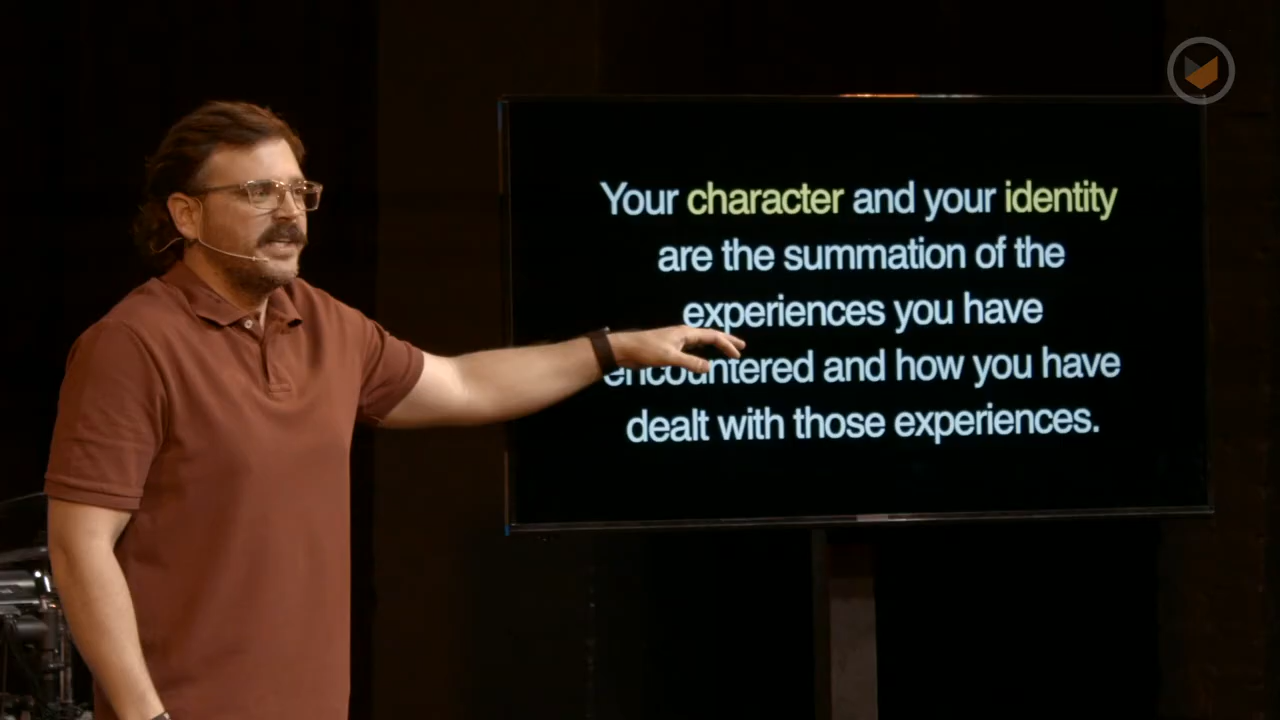 Your character and your identity
are the summation of the
experiences you have
encountered and how you have
dealt with those experiences.